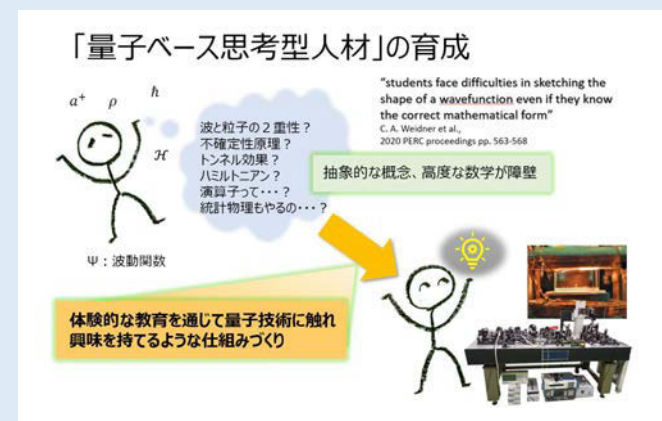 「量子ベース思考型人材」の育成
a⁺ ρ ℏ
ℋ
Ψ：波動関数
波と粒子の２重性？
不確定性原理？
トンネル効果？
ハミルトニアン？
演算子って・・・？
統計物理もやるの・・・？
"students face difficulties in sketching the
shape of a wavefunction even if they know
the correct mathematical form"
C. A. Weidner et al.,
2020 PERC proceedings pp. 563-568
抽象的な概念、高度な数学が障壁
体験的な教育を通じて量子技術に触れ
興味を持てるような仕組みづくり